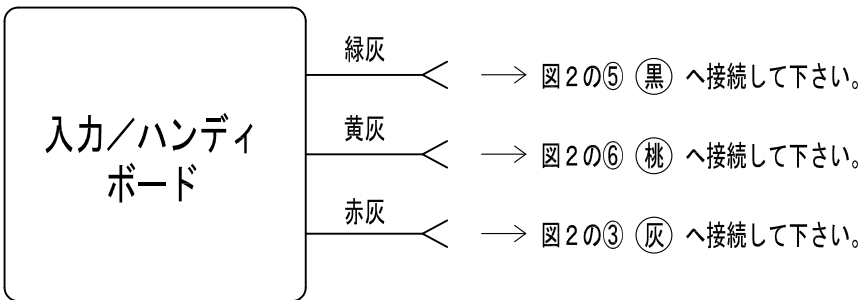 緑灰
図2の⑤ 黒 へ接続して下さい。
入力/ハンディ
ボード
黄灰
図2の⑥ 桃 へ接続して下さい。
赤灰
図2の③ 灰 へ接続して下さい。